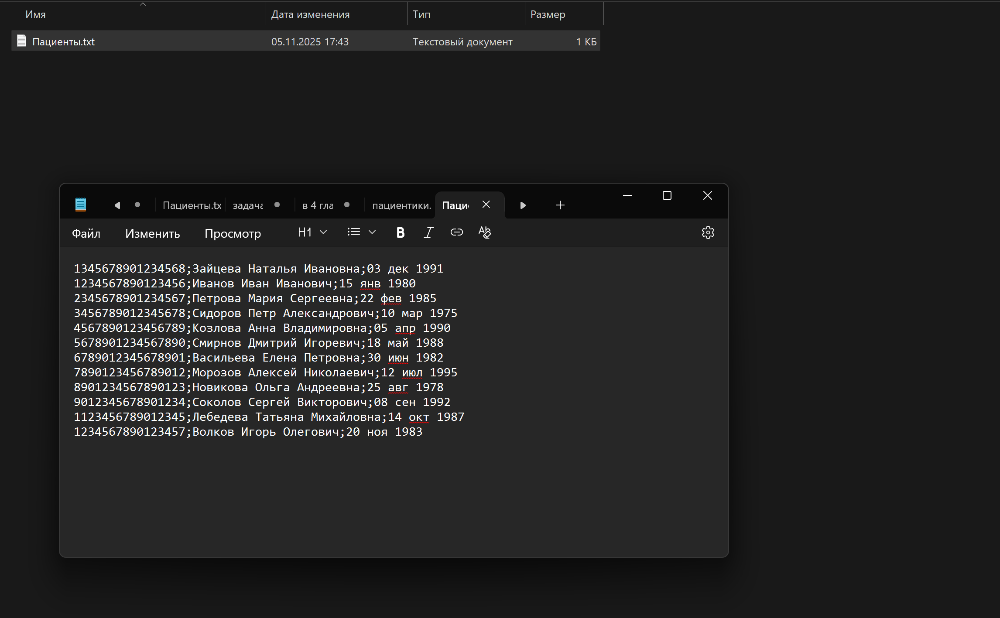 Имя Дата изменения Тип Размер
Пациенты.txt 05.11.2025 17:43 Текстовый документ 1 КБ
Пациенты.tx задача в 4 гла пациентики. Паци
Файл Изменить Просмотр H1 B I Ab
1345678901234568;Зайцева Наталья Ивановна;03 дек 1991
1234567890123456;Иванов Иван Иванович;15 янв 1980
2345678901234567;Петрова Мария Сергеевна;22 фев 1985
3456789012345678;Сидоров Петр Александрович;10 мар 1975
4567890123456789;Козлова Анна Владимировна;05 апр 1990
5678901234567890;Смирнов Дмитрий Игоревич;18 май 1988
6789012345678901;Васильева Елена Петровна;30 июн 1982
7890123456789012;Морозов Алексей Николаевич;12 июл 1995
8901234567890123;Новикова Ольга Андреевна;25 авг 1978
9012345678901234;Соколов Сергей Викторович;08 сен 1992
1123456789012345;Лебедева Татьяна Михайловна;14 окт 1987
1234567890123457;Волков Игорь Олегович;20 ноя 1983